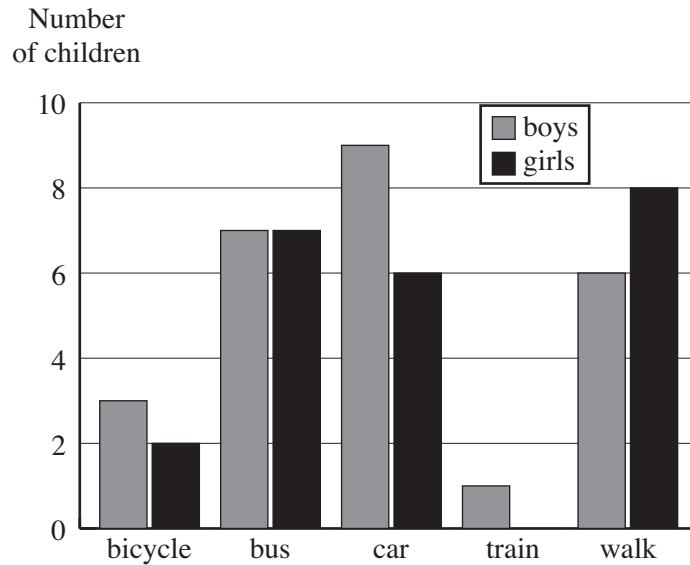 Number
of children
10
boys
girls
8
6
4
2
0
bicycle bus car train walk